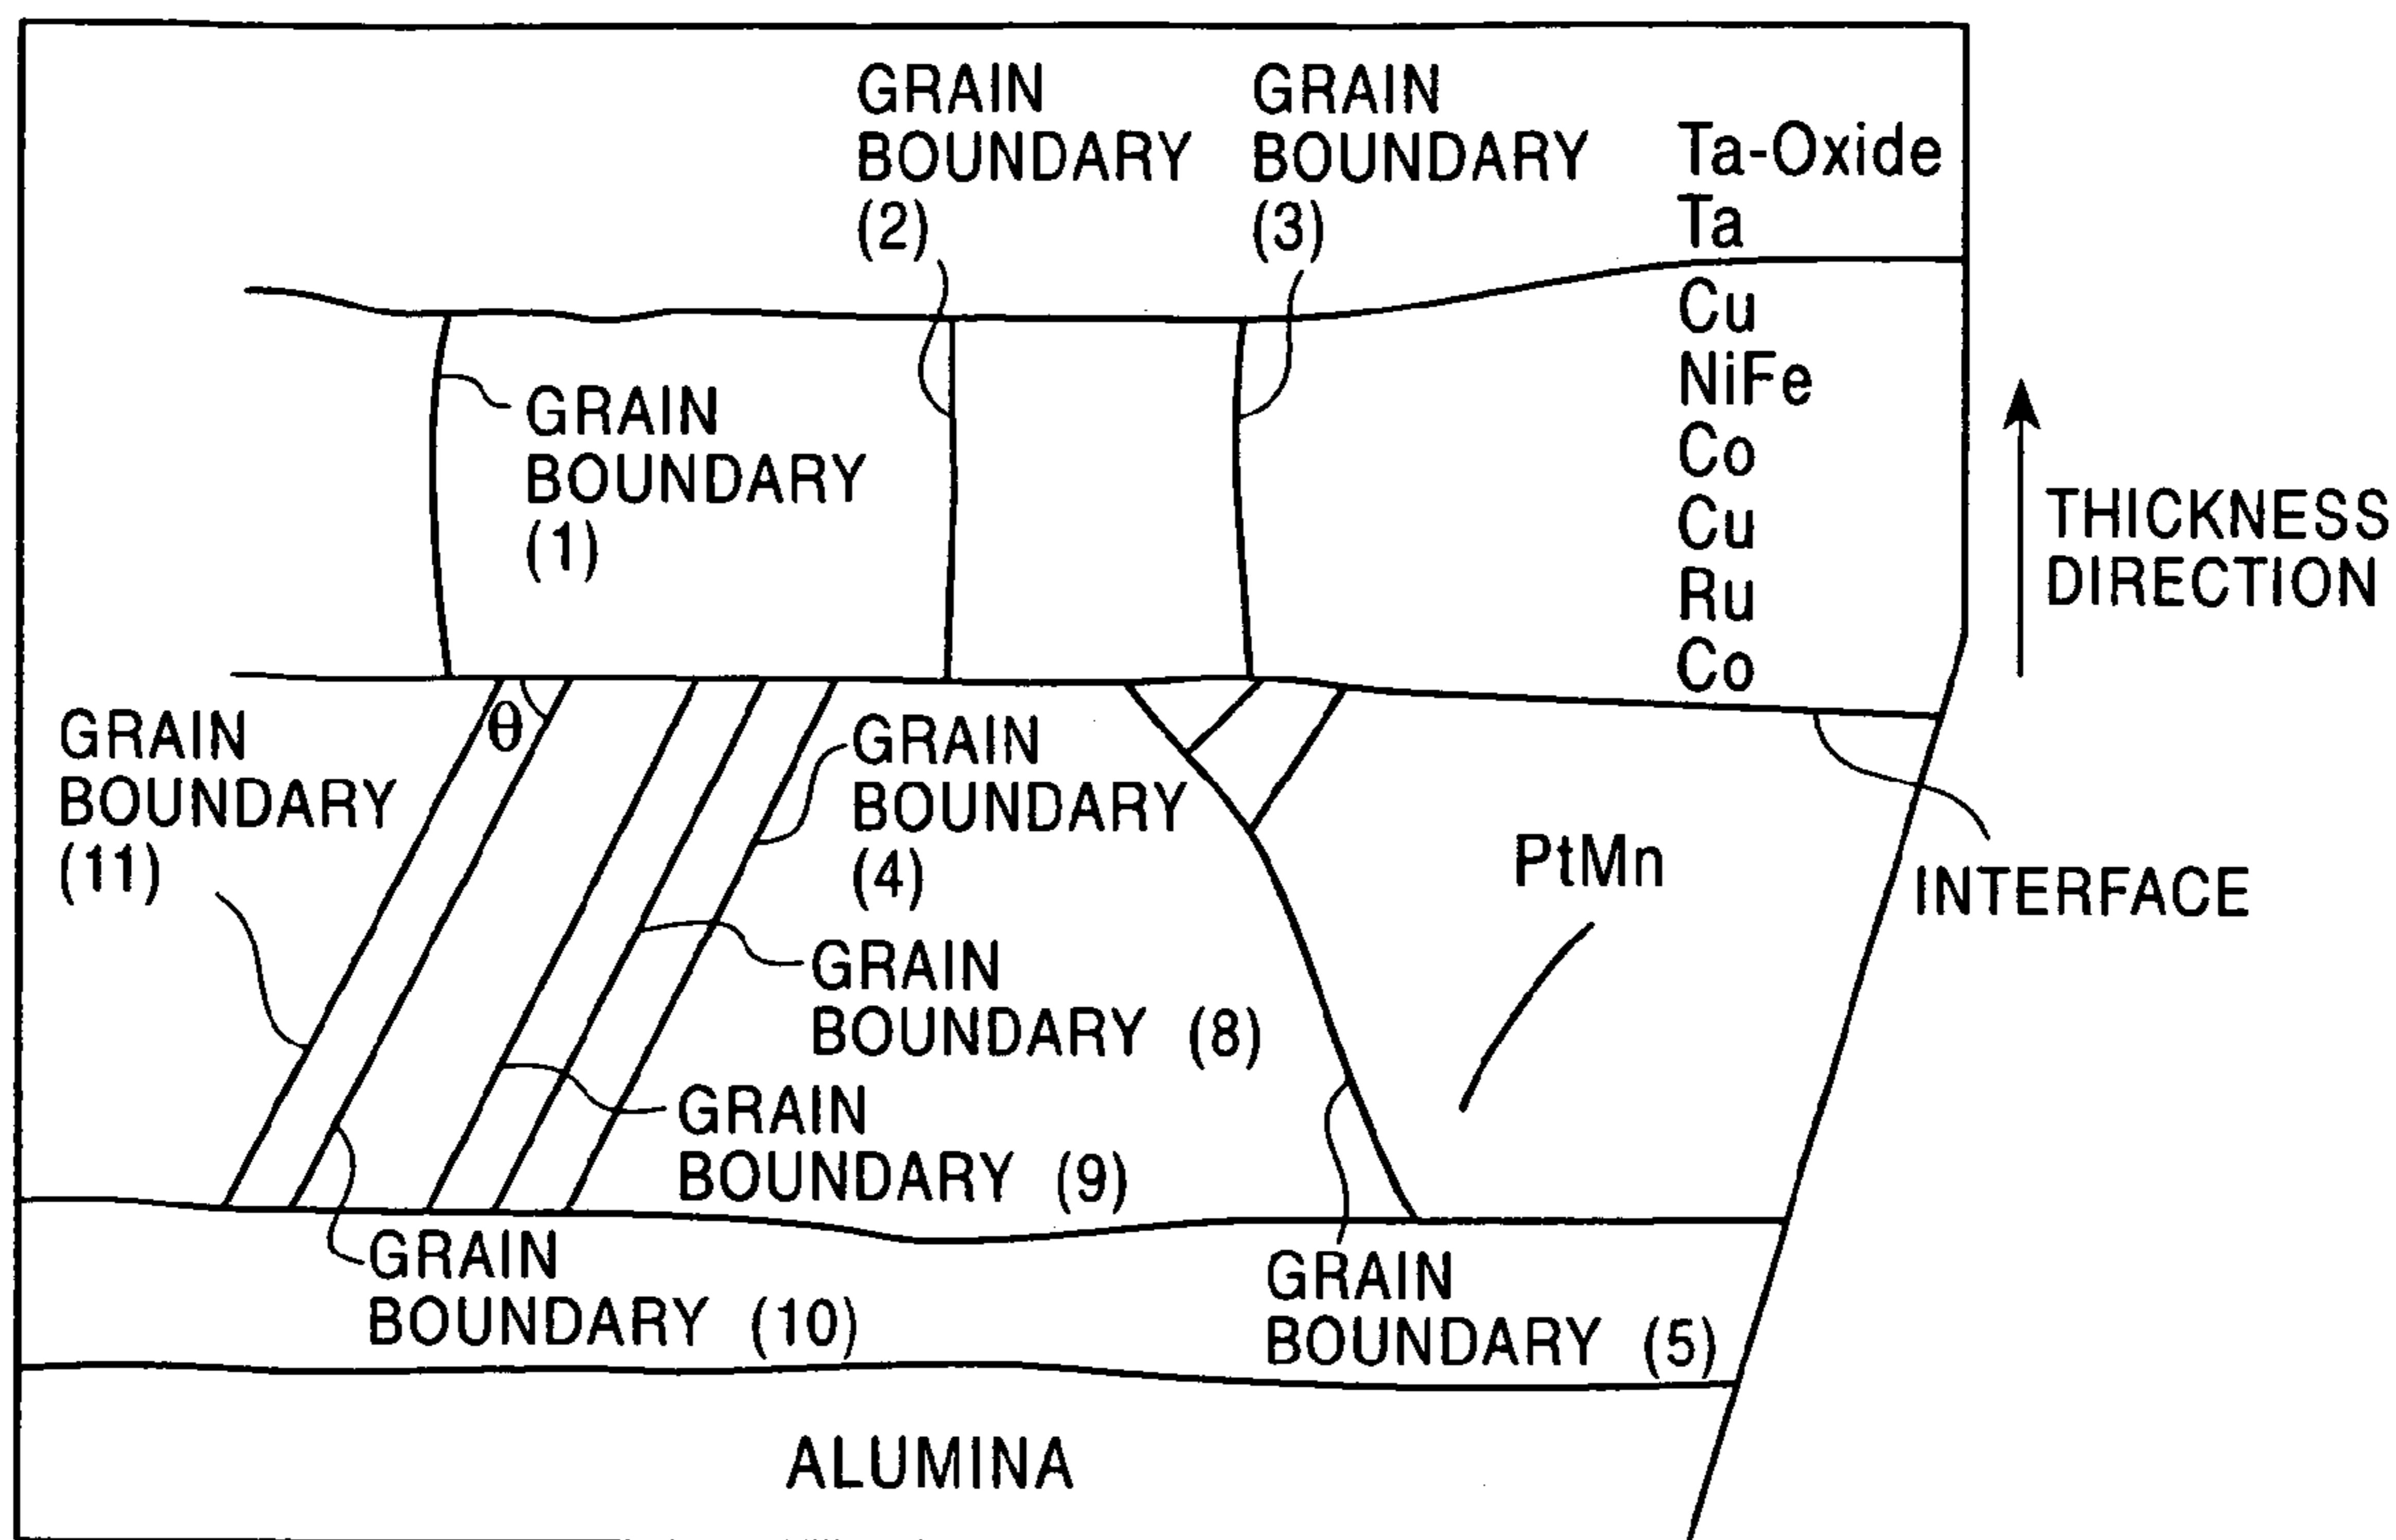 GRAIN
BOUNDARY
(2)
GRAIN
BOUNDARY
(3)
Ta-Oxide
Ta
Cu
NiFe
Co
Cu
Ru
Co
GRAIN
BOUNDARY
(1)
THICKNESS
DIRECTION
GRAIN
BOUNDARY
(11)
θ
GRAIN
BOUNDARY
(4)
PtMn
INTERFACE
GRAIN
BOUNDARY (8)
GRAIN
BOUNDARY (9)
GRAIN
BOUNDARY (10)
GRAIN
BOUNDARY (5)
ALUMINA